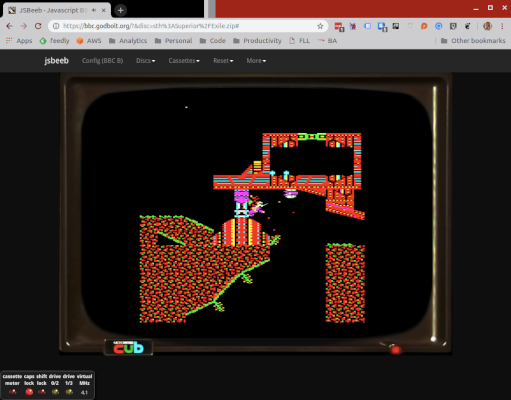 JSBeeb - Javascript B
https://bbc.godbolt.org/?&disc=sth%3ASuperior%2FExile.zip#
Apps feedly AWS Analytics Personal Code Productivity FLL BA Other bookmarks
jsbeeb Config (BBC B) Discs Cassettes Reset More
cub
cassette motor caps lock shift lock drive 0/2 drive 1/3 virtual MHz
4.1